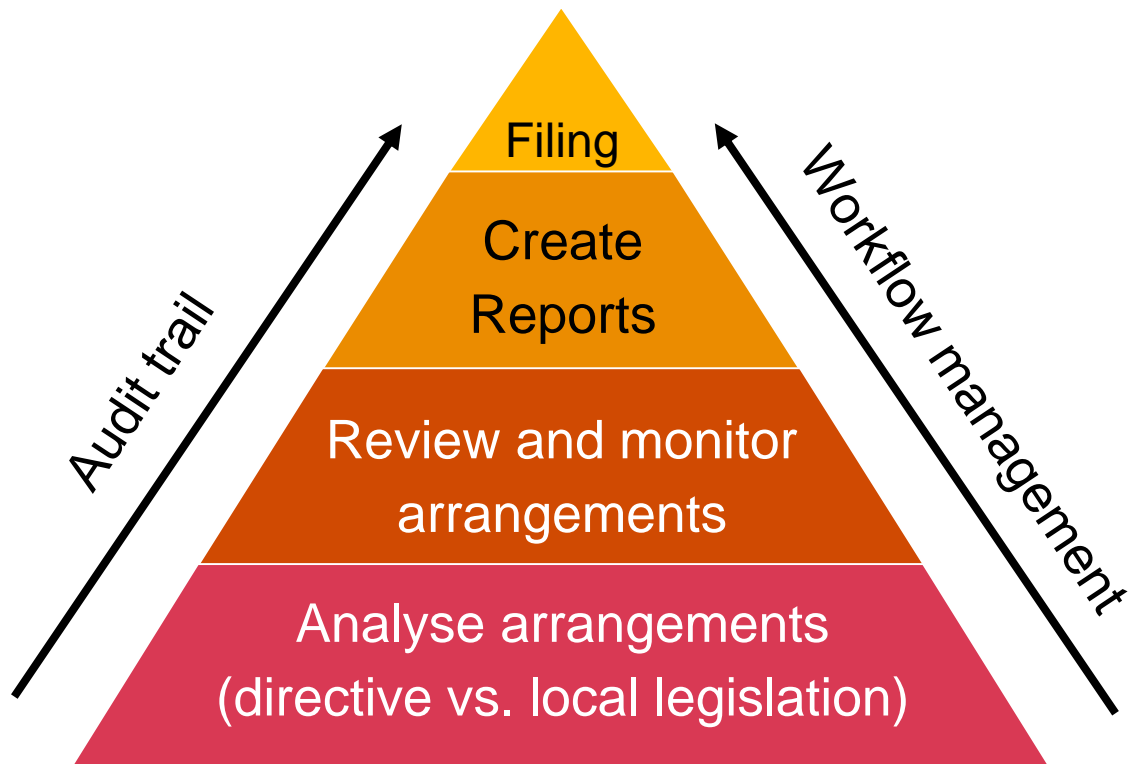 Filing
Create
Reports
Review and monitor
arrangements
Analyse arrangements
(directive vs. local legislation)
Audit trail
Workflow management